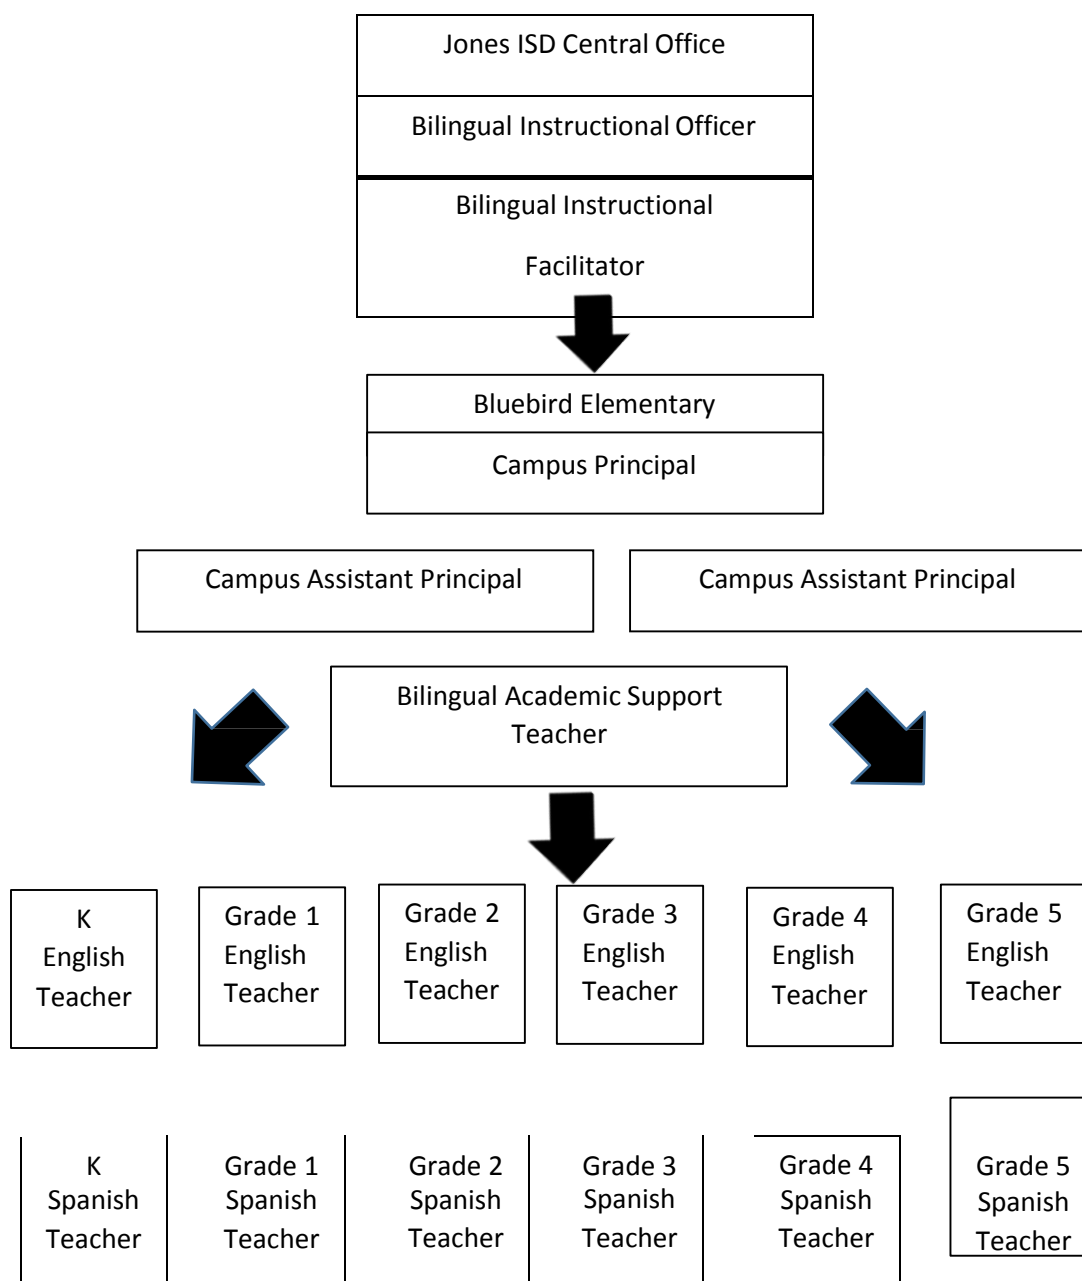 Jones ISD Central Office
Bilingual Instructional Officer
Bilingual Instructional
Facilitator
Bluebird Elementary
Campus Principal
Campus Assistant Principal
Campus Assistant Principal
Bilingual Academic Support
Teacher
K
English
Teacher
Grade 1
English
Teacher
Grade 2
English
Teacher
Grade 3
English
Teacher
Grade 4
English
Teacher
Grade 5
English
Teacher
K
Spanish
Teacher
Grade 1
Spanish
Teacher
Grade 2
Spanish
Teacher
Grade 3
Spanish
Teacher
Grade 4
Spanish
Teacher
Grade 5
Spanish
Teacher